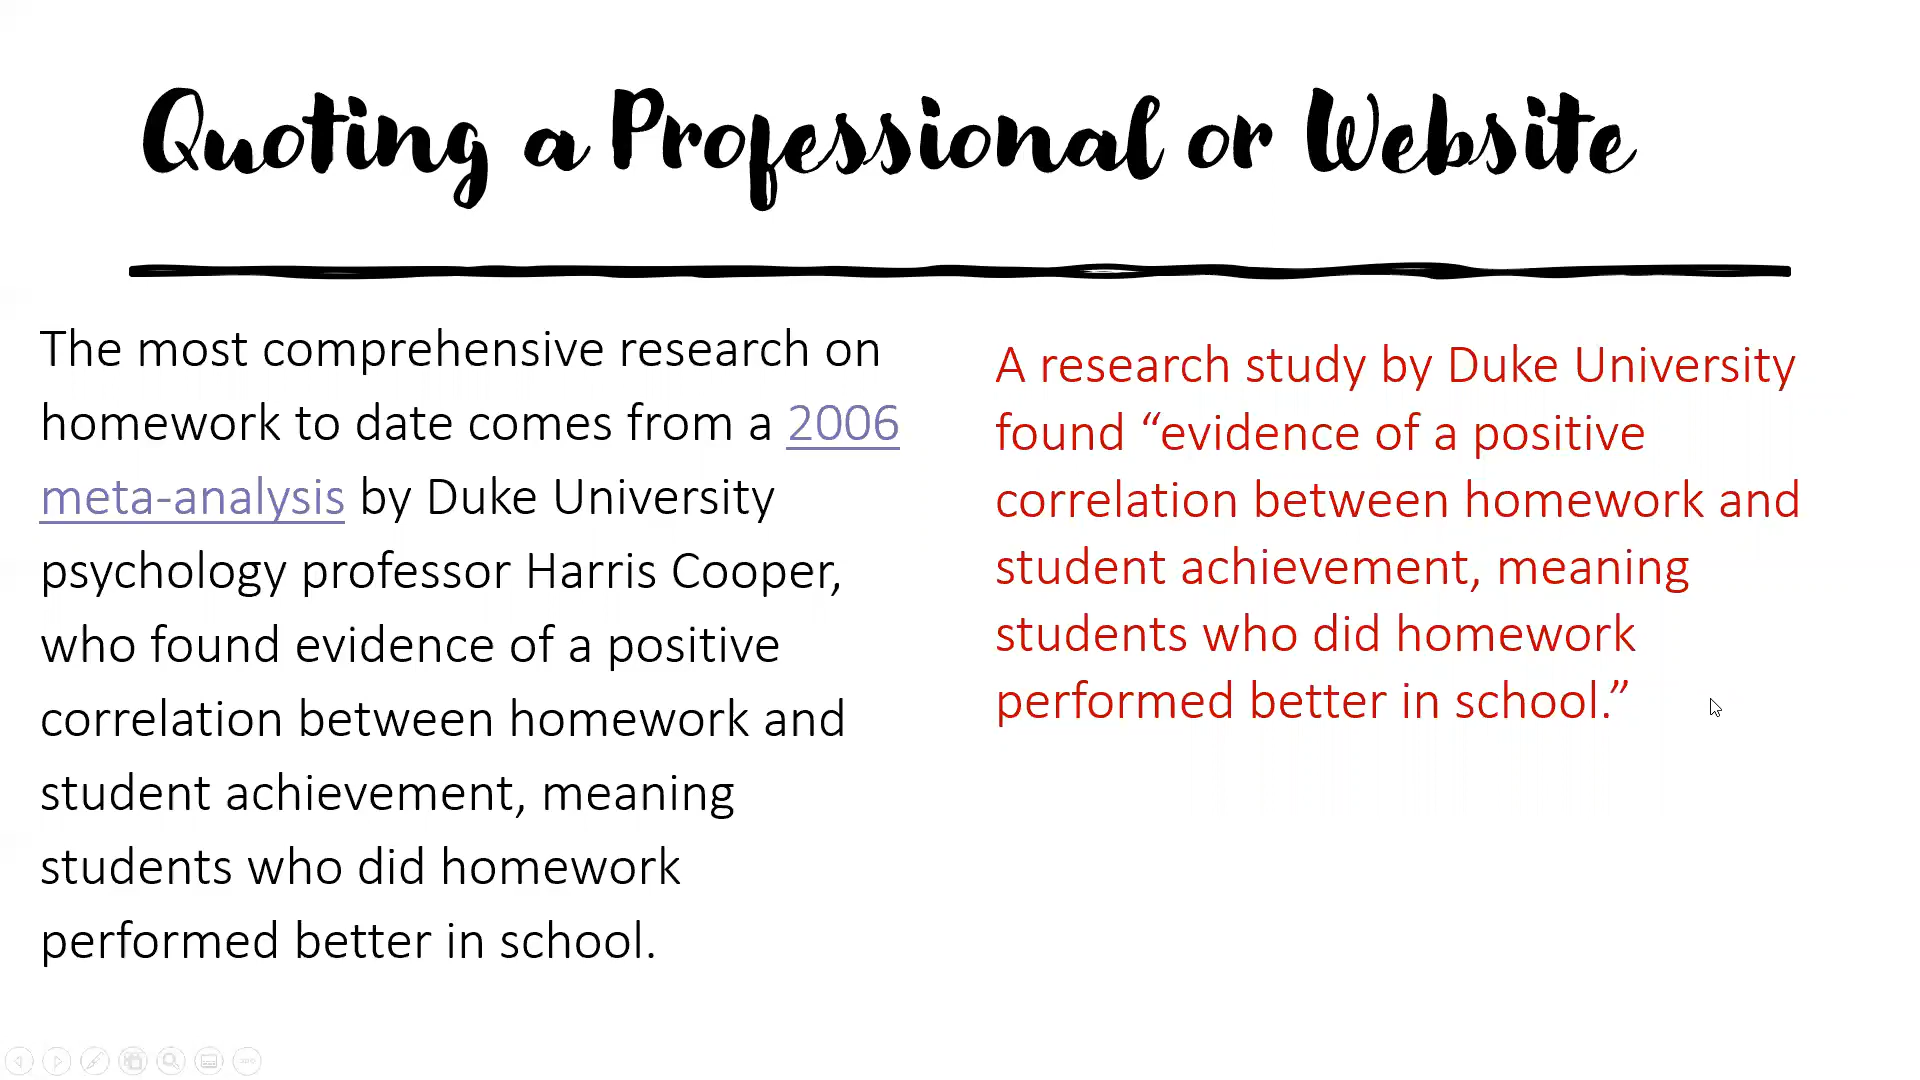 Quoting a Professional or Website
The most comprehensive research on
homework to date comes from a 2006
meta-analysis by Duke University
psychology professor Harris Cooper,
who found evidence of a positive
correlation between homework and
student achievement, meaning
students who did homework
performed better in school.
A research study by Duke University
found “evidence of a positive
correlation between homework and
student achievement, meaning
students who did homework
performed better in school.”